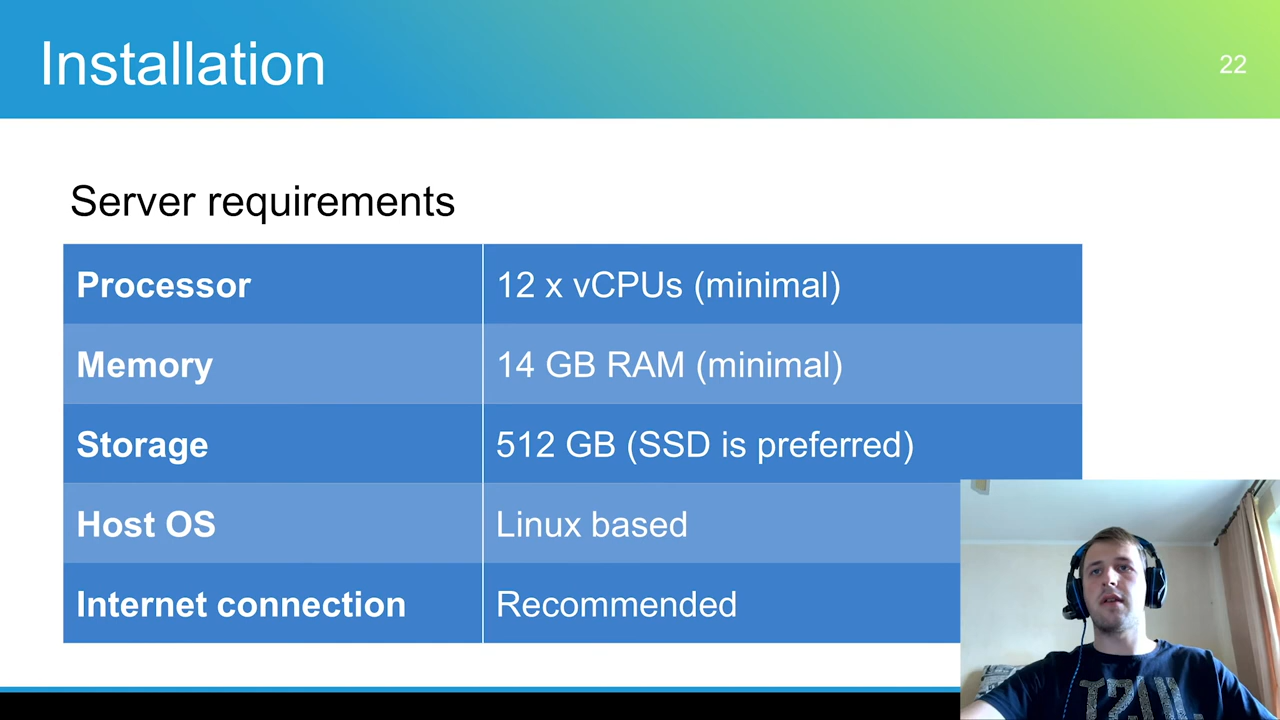 Installation
22
Server requirements
Processor 12 x vCPUs (minimal)
Memory 14 GB RAM (minimal)
Storage 512 GB (SSD is preferred)
Host OS Linux based
Internet connection Recommended